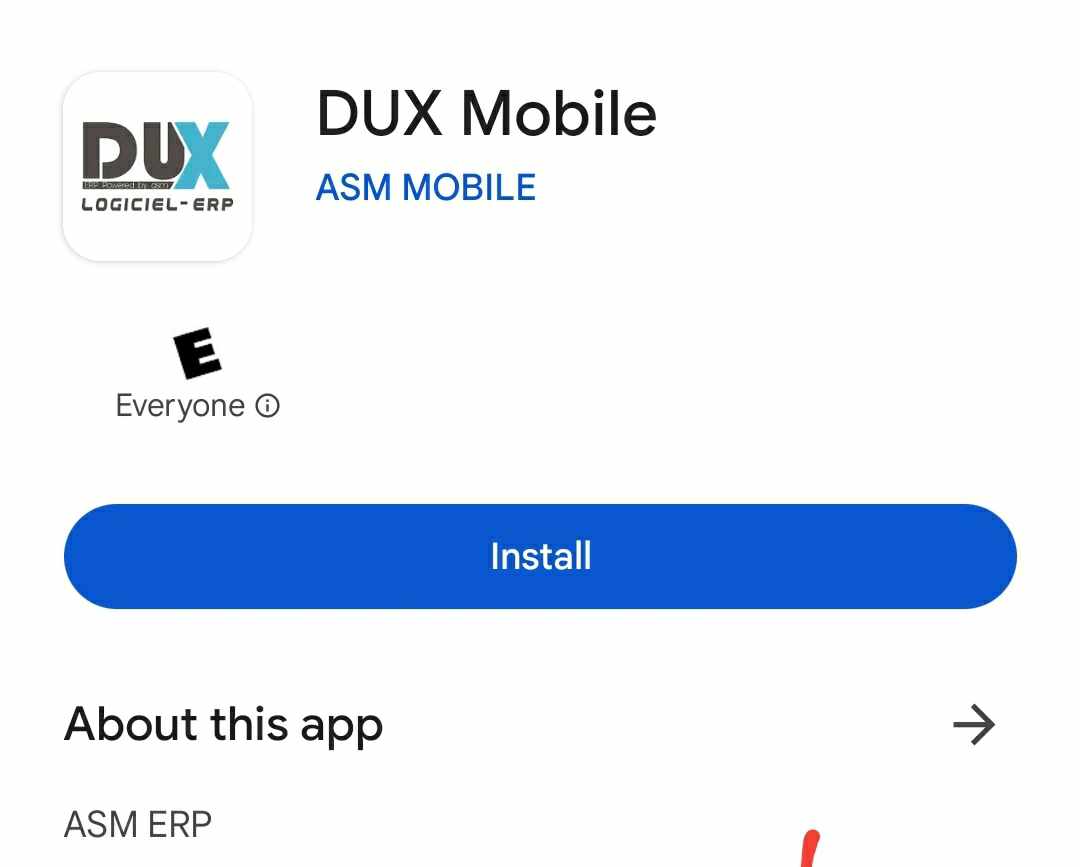 DUX Mobile
ASM MOBILE
DUX
ERP Powered by asm
LOGICIEL-ERP
E
Everyone
Install
About this app
ASM ERP